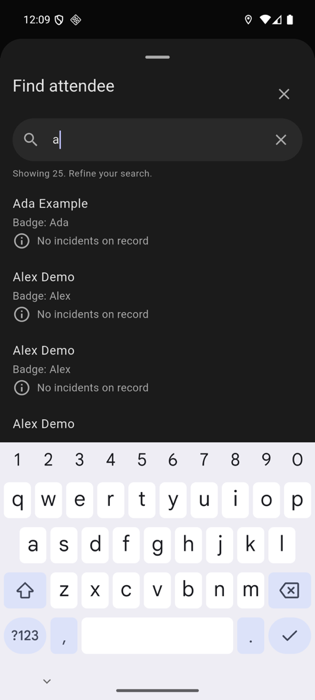 12:09
Find attendee
a
Showing 25. Refine your search.
Ada Example
Badge: Ada
No incidents on record
Alex Demo
Badge: Alex
No incidents on record
Alex Demo
Badge: Alex
No incidents on record
Alex Demo
1 2 3 4 5 6 7 8 9 0
q w e r t y u i o p
a s d f g h j k l
z x c v b n m
?123 , .